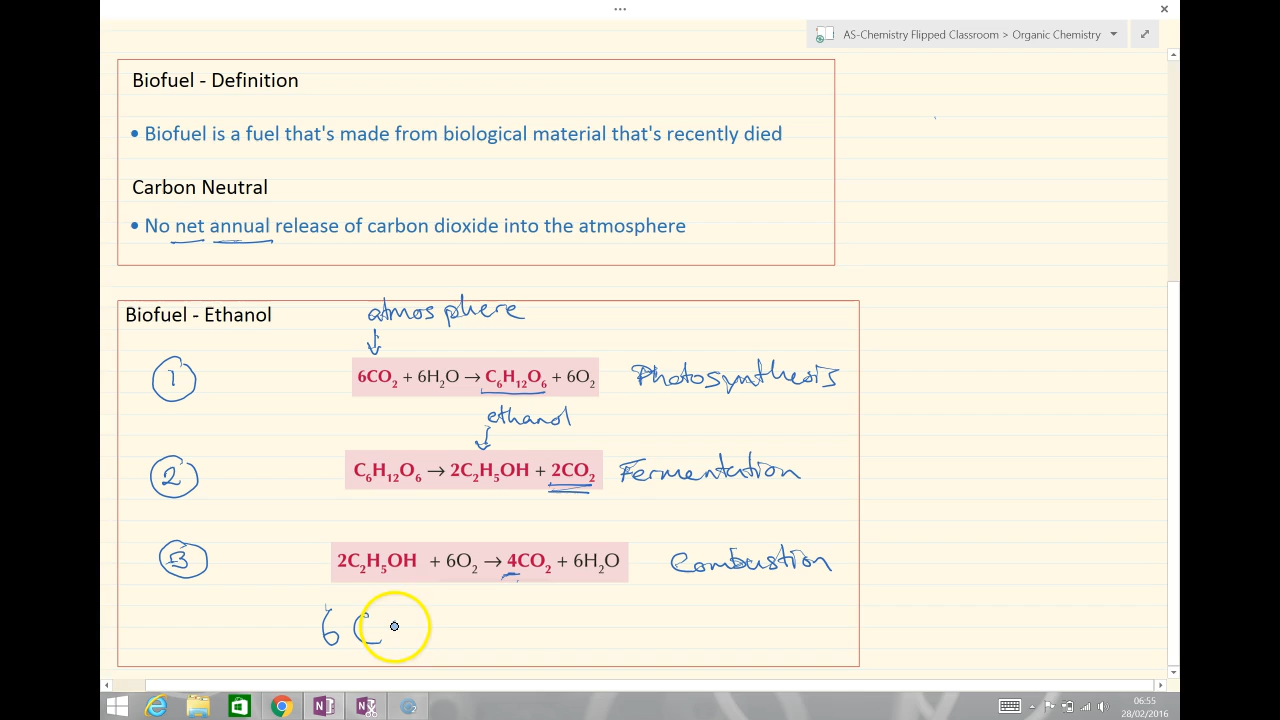 AS-Chemistry Flipped Classroom > Organic Chemistry
Biofuel - Definition
• Biofuel is a fuel that's made from biological material that's recently died
Carbon Neutral
• No net annual release of carbon dioxide into the atmosphere
Biofuel - Ethanol
atmosphere
1 6CO₂ + 6H₂O → C₆H₁₂O₆ + 6O₂ Photosynthesis
ethanol
2 C₆H₁₂O₆ → 2C₂H₅OH + 2CO₂ Fermentation
3 2C₂H₅OH + 6O₂ → 4CO₂ + 6H₂O Combustion
6 C
06:55
28/02/2016